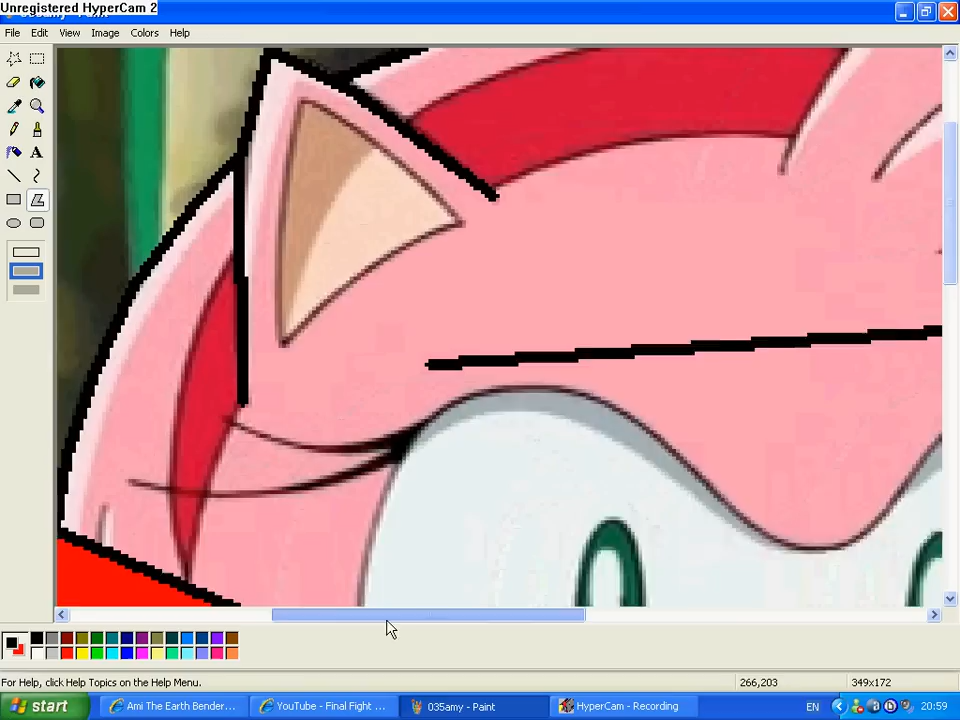 Unregistered HyperCam 2
File Edit View Image Colors Help
A
For Help, click Help Topics on the Help Menu.
266,203
349x172
start
Ami The Earth Bender...
YouTube - Final Fight ...
035amy - Paint
HyperCam - Recording
EN
20:59